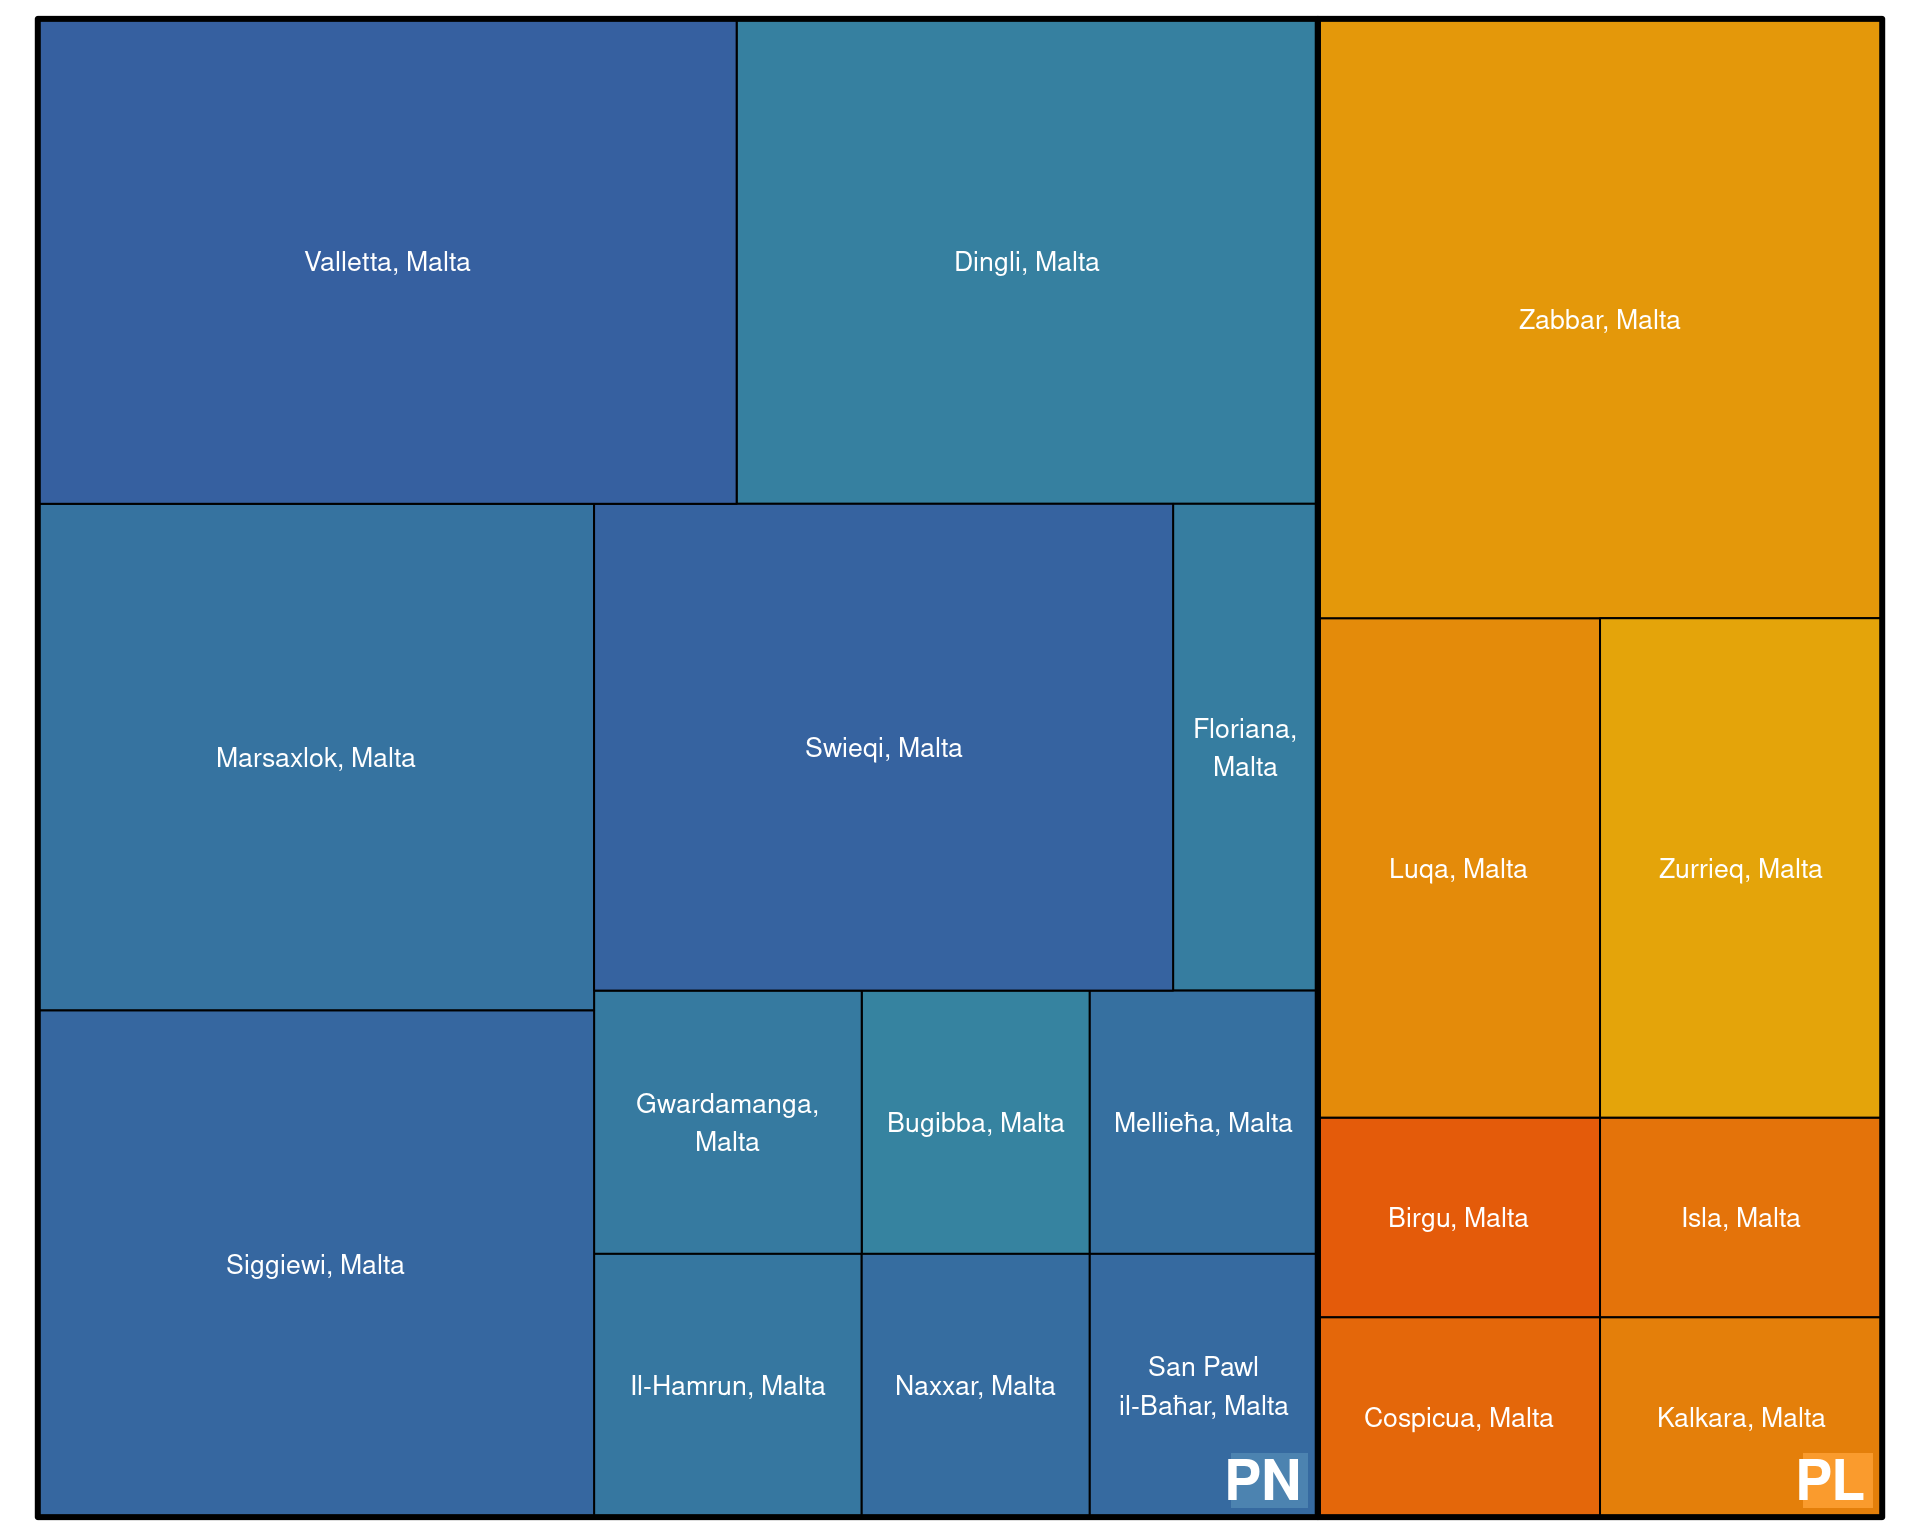 Valletta, Malta
Dingli, Malta
Zabbar, Malta
Marsaxlok, Malta
Swieqi, Malta
Floriana,
Malta
Luqa, Malta
Zurrieq, Malta
Gwardamanga,
Malta
Bugibba, Malta
Mellieħa, Malta
Siggiewi, Malta
Birgu, Malta
Isla, Malta
Il-Hamrun, Malta
Naxxar, Malta
San Pawl
il-Baħar, Malta
Cospicua, Malta
Kalkara, Malta
PN
PL